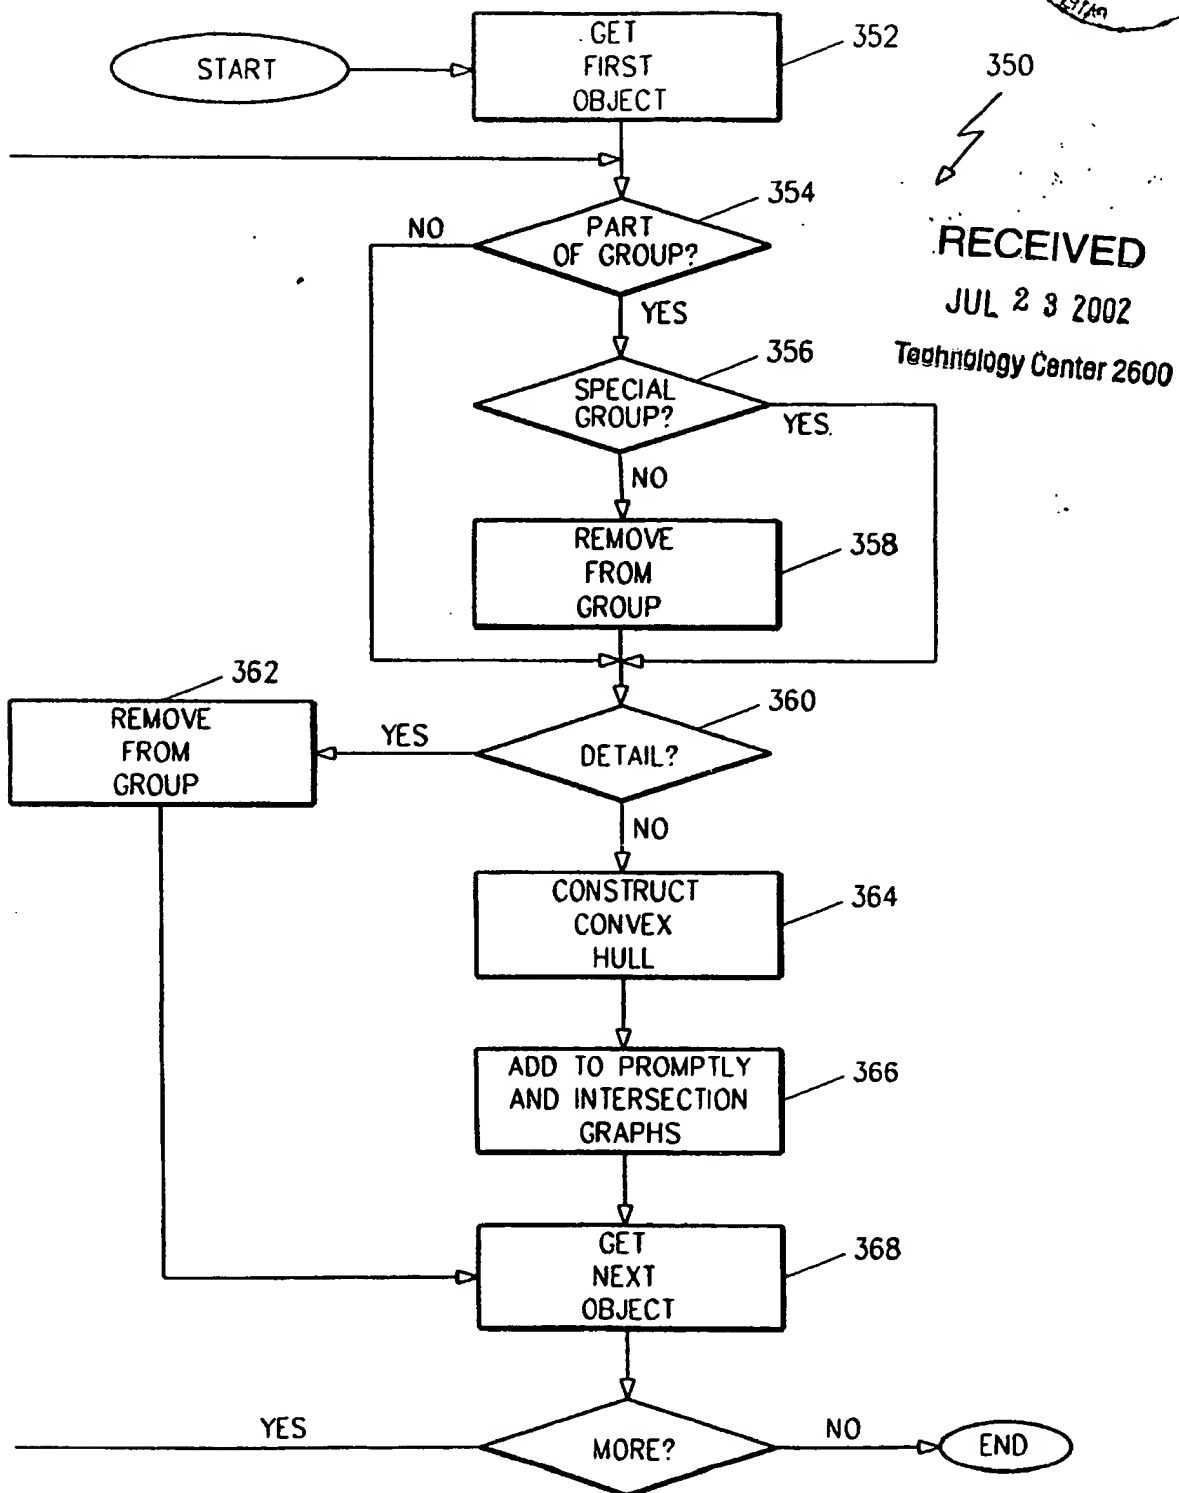 GET
FIRST
OBJECT
352
START
350
354
NO
PART
OF GROUP?
RECEIVED
JUL 23 2002
YES
356
Technology Center 2600
SPECIAL
GROUP?
YES
NO
REMOVE
FROM
GROUP
358
362
REMOVE
FROM
GROUP
360
YES
DETAIL?
NO
CONSTRUCT
CONVEX
HULL
364
ADD TO PROMPTLY
AND INTERSECTION
GRAPHS
366
GET
NEXT
OBJECT
368
YES
MORE?
NO
END